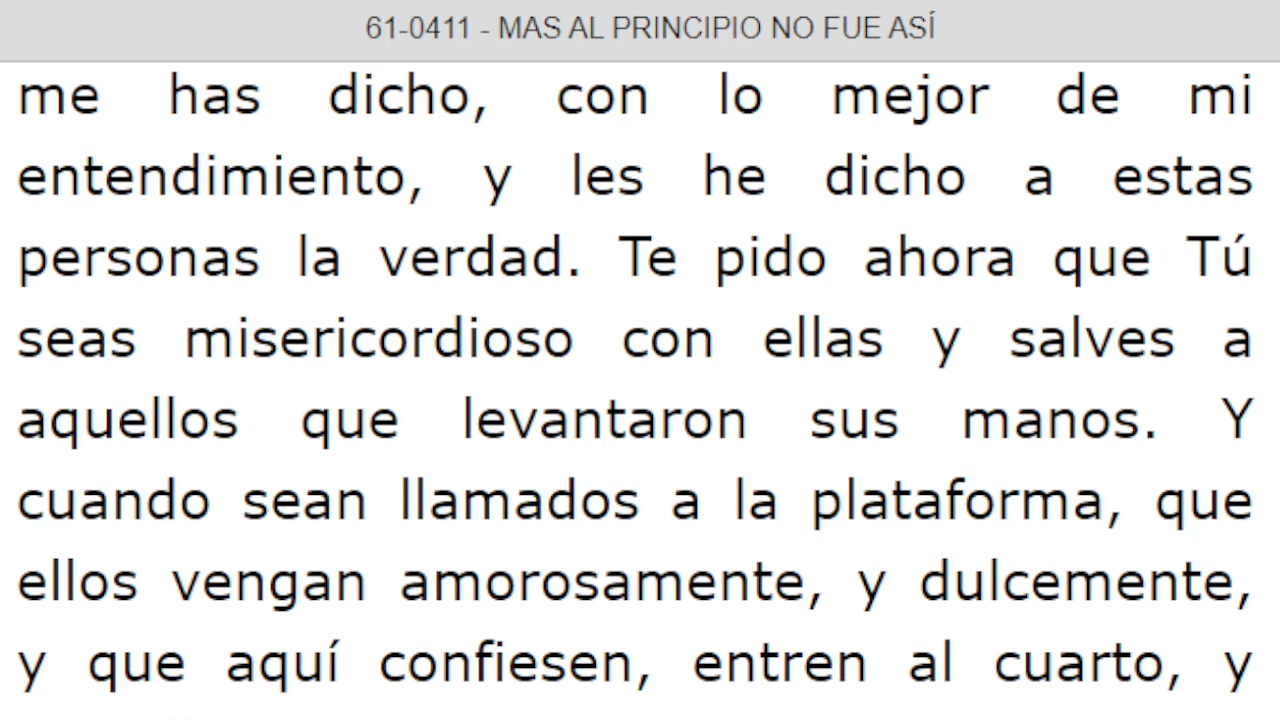 61-0411 - MAS AL PRINCIPIO NO FUE ASÍ
me has dicho, con lo mejor de mi
entendimiento, y les he dicho a estas
personas la verdad. Te pido ahora que Tú
seas misericordioso con ellas y salves a
aquellos que levantaron sus manos. Y
cuando sean llamados a la plataforma, que
ellos vengan amorosamente, y dulcemente,
y que aquí confiesen, entren al cuarto, y